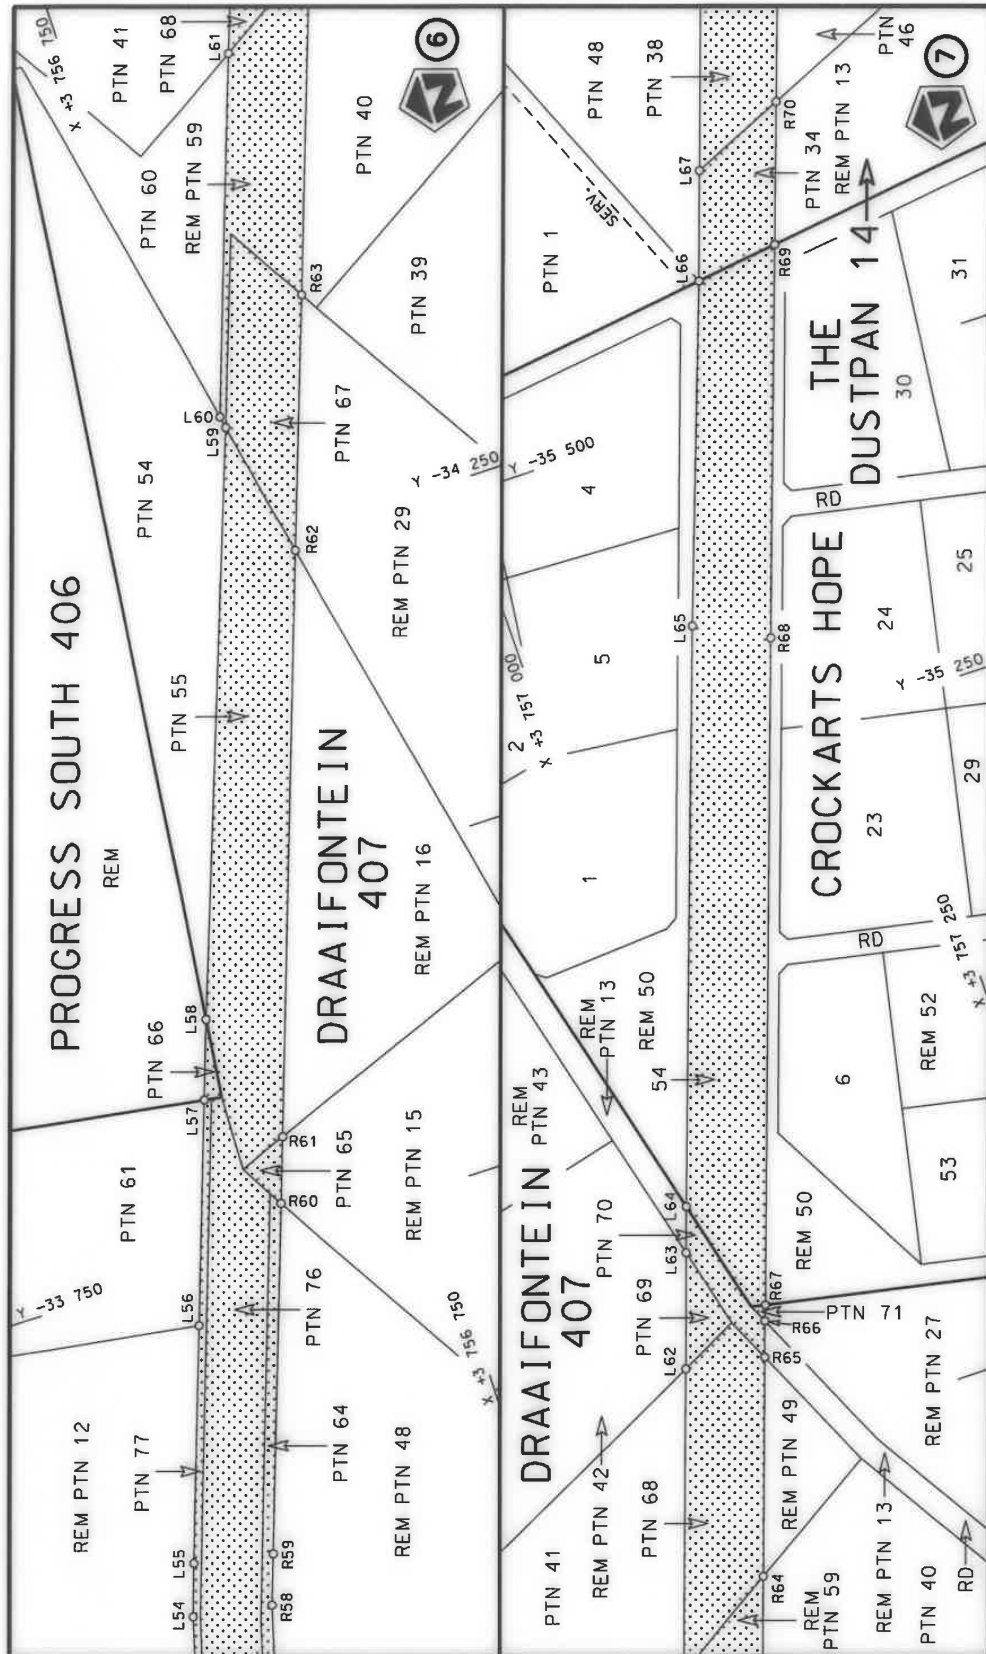 PROGRESS SOUTH 406
REM PTN 12
PTN 77
L54
L55
Y -33 750
L56
PTN 61
L57
PTN 66
L58
REM
PTN 55
PTN 54
L59
L60
PTN 60
REM PTN 59
X +3 756 750
PTN 41
PTN 68
L61
R58
R59
REM PTN 48
PTN 64
PTN 76
X +3 756 750
R60
R61
PTN 65
REM PTN 15
DRAAIFONTEIN
407
REM PTN 16
R62
REM PTN 29
PTN 67
Y -34 250
R63
PTN 39
PTN 40
N
6
PTN 41
REM PTN 42
PTN 68
DRAAIFONTEIN
407
L62
PTN 69
L63
PTN 70
L64
REM
PTN 43
REM
PTN 13
REM 50
54
1
2
X +3 757 000
5
L65
4
Y -35 500
L66
PTN 1
SERV.
L67
PTN 48
PTN 38
REM
PTN 59
R64
REM PTN 13
PTN 40
RD
REM PTN 49
R65
R66
R67
PTN 71
REM PTN 27
REM 50
53
6
REM 52
X +3 757 250
RD
CROCKARTS HOPE
23
29
Y -35 250
R68
24
25
RD
THE
DUSTPAN 14
30
31
R69
PTN 34
REM PTN 13
R70
PTN
46
N
7